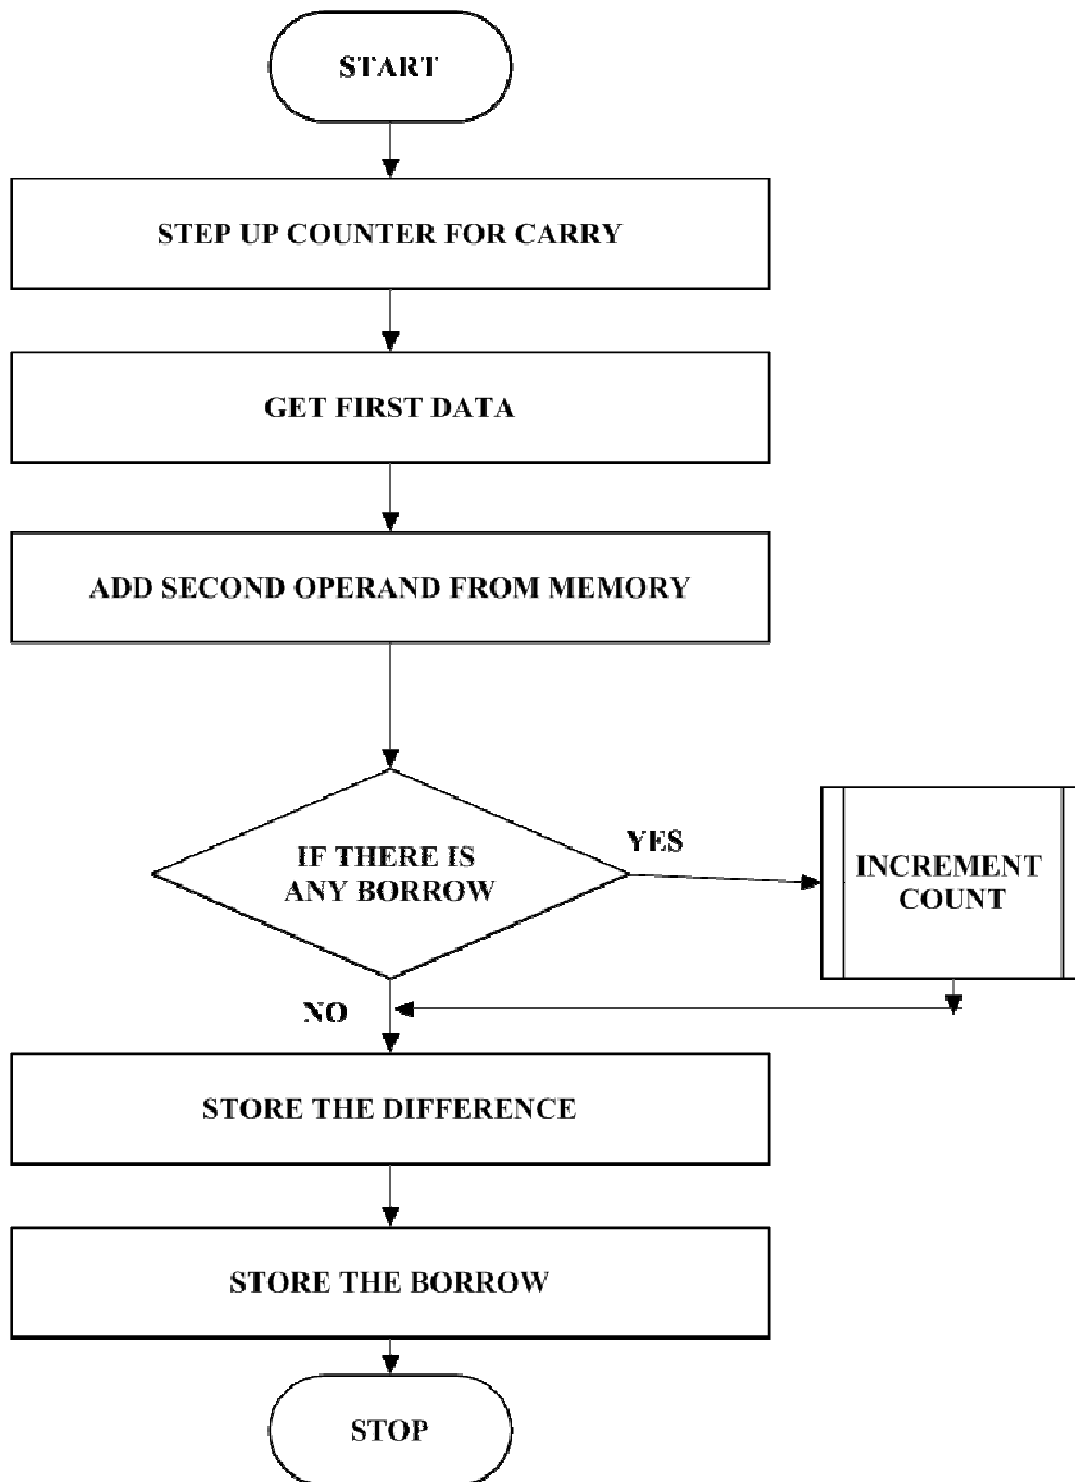 START
STEP UP COUNTER FOR CARRY
GET FIRST DATA
ADD SECOND OPERAND FROM MEMORY
IF THERE IS
ANY BORROW
YES
INCREMENT
COUNT
NO
STORE THE DIFFERENCE
STORE THE BORROW
STOP